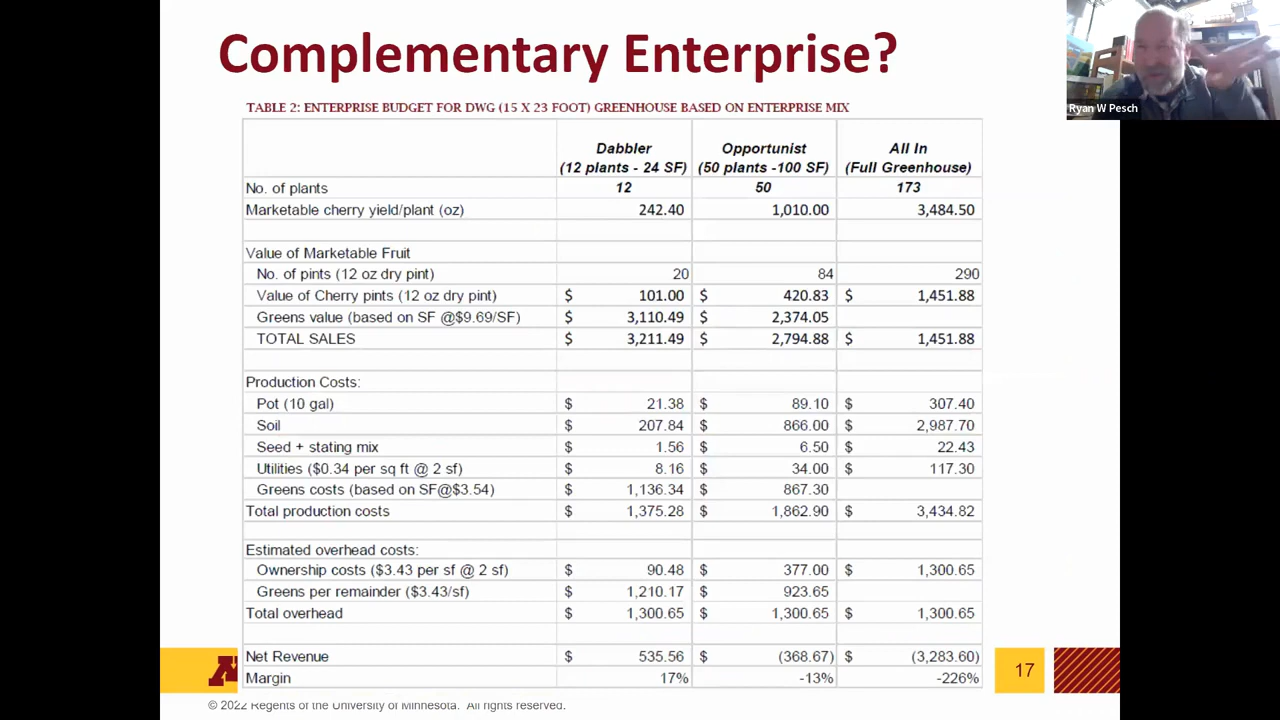 Complementary Enterprise?
Ryan W Pesch
TABLE 2: ENTERPRISE BUDGET FOR DWG (15 X 23 FOOT) GREENHOUSE BASED ON ENTERPRISE MIX
Dabbler Opportunist All In
(12 plants - 24 SF) (50 plants -100 SF) (Full Greenhouse)
No. of plants 12 50 173
Marketable cherry yield/plant (oz) 242.40 1,010.00 3,484.50
Value of Marketable Fruit
No. of pints (12 oz dry pint) 20 84 290
Value of Cherry pints (12 oz dry pint) $ 101.00 $ 420.83 $ 1,451.88
Greens value (based on SF @$9.69/SF) $ 3,110.49 $ 2,374.05
TOTAL SALES $ 3,211.49 $ 2,794.88 $ 1,451.88
Production Costs:
Pot (10 gal) $ 21.38 $ 89.10 $ 307.40
Soil $ 207.84 $ 866.00 $ 2,987.70
Seed + stating mix $ 1.56 $ 6.50 $ 22.43
Utilities ($0.34 per sq ft @ 2 sf) $ 8.16 $ 34.00 $ 117.30
Greens costs (based on SF@$3.54) $ 1,136.34 $ 867.30
Total production costs $ 1,375.28 $ 1,862.90 $ 3,434.82
Estimated overhead costs:
Ownership costs ($3.43 per sf @ 2 sf) $ 90.48 $ 377.00 $ 1,300.65
Greens per remainder ($3.43/sf) $ 1,210.17 $ 923.65
Total overhead $ 1,300.65 $ 1,300.65 $ 1,300.65
Net Revenue $ 535.56 $ (368.67) $ (3,283.60)
Margin 17% -13% -226%
17
© 2022 Regents of the University of Minnesota. All rights reserved.